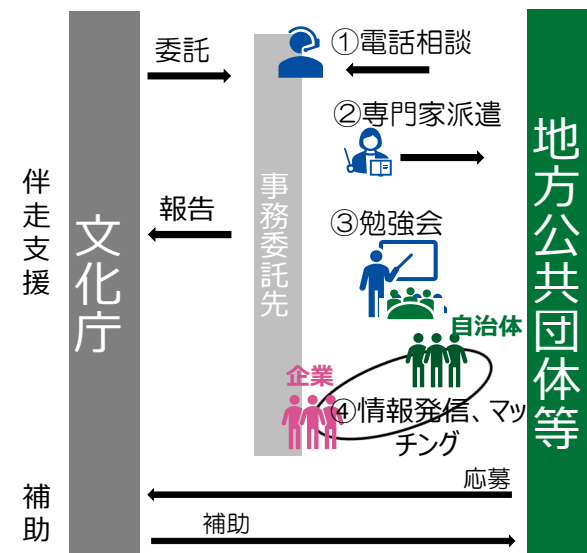 委託
①電話相談
②専門家派遣
伴走支援
文化庁
報告
事務委託先
③勉強会
地方公共団体等
自治体
企業
④情報発信、マッ
チング
補助
応募
補助